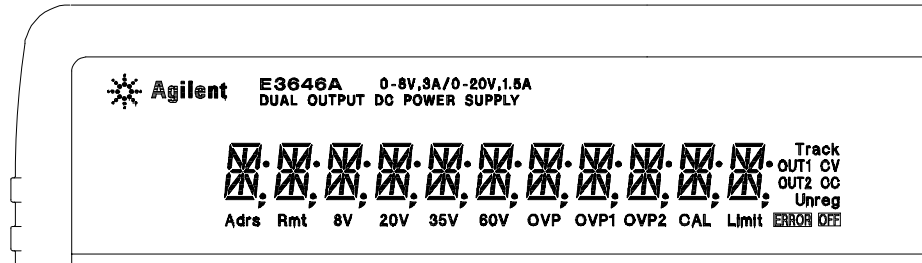 Agilent E3646A 0-8V,3A/0-20V,1.5A
DUAL OUTPUT DC POWER SUPPLY
Track
OUT1 CV
OUT2 CC
Unreg
Adrs Rmt 8V 20V 35V 60V OVP OVP1 OVP2 CAL Limit ERROR OFF